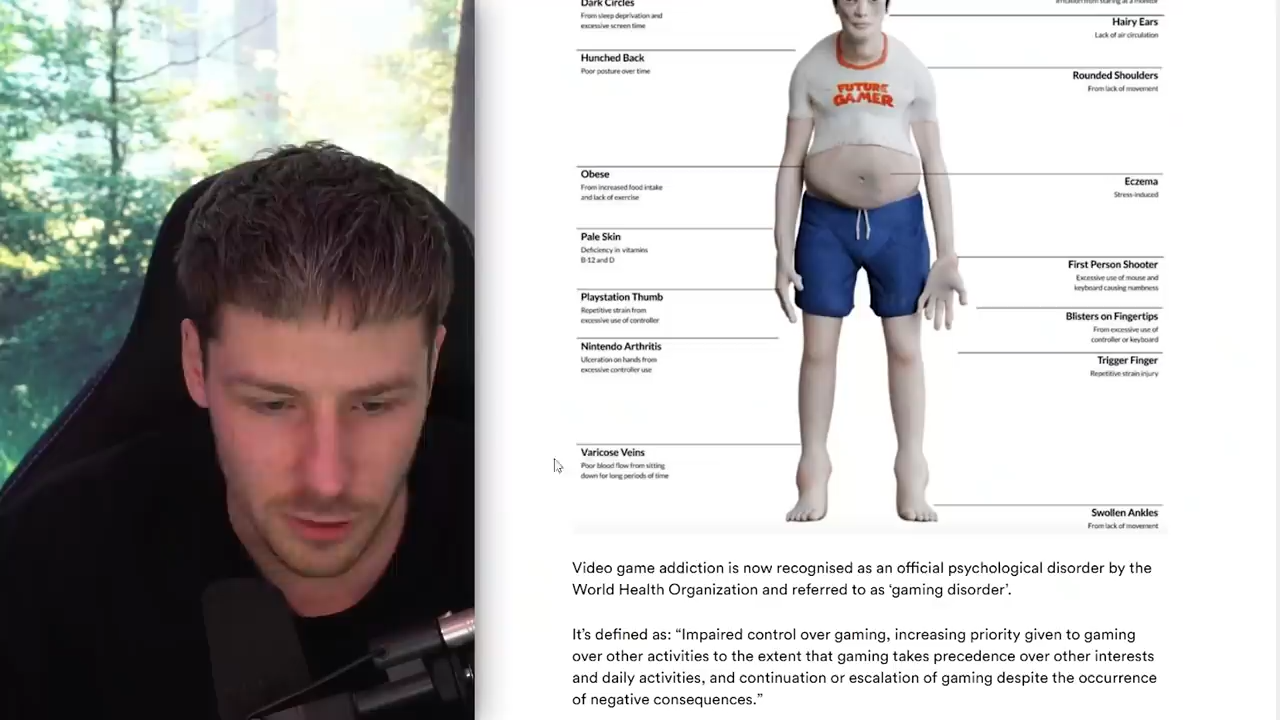 Dark Circles
From sleep deprivation and
excessive screen time
Hunched Back
Poor posture over time
Obese
From increased food intake
and lack of exercise
Pale Skin
Deficiency in vitamins
B-12 and D
Playstation Thumb
Repetitive strain from
excessive use of controller
Nintendo Arthritis
Ulceration on hands from
excessive controller use
Varicose Veins
Poor blood flow from sitting
down for long periods of time
FUTURE
GAMER
Irritation from staring at a monitor
Hairy Ears
Lack of air circulation
Rounded Shoulders
From lack of movement
Eczema
Stress-induced
First Person Shooter
Excessive use of mouse and
keyboard causing numbness
Blisters on Fingertips
From excessive use of
controller or keyboard
Trigger Finger
Repetitive strain injury
Swollen Ankles
From lack of movement
Video game addiction is now recognised as an official psychological disorder by the
World Health Organization and referred to as ‘gaming disorder’.
It’s defined as: “Impaired control over gaming, increasing priority given to gaming
over other activities to the extent that gaming takes precedence over other interests
and daily activities, and continuation or escalation of gaming despite the occurrence
of negative consequences.”